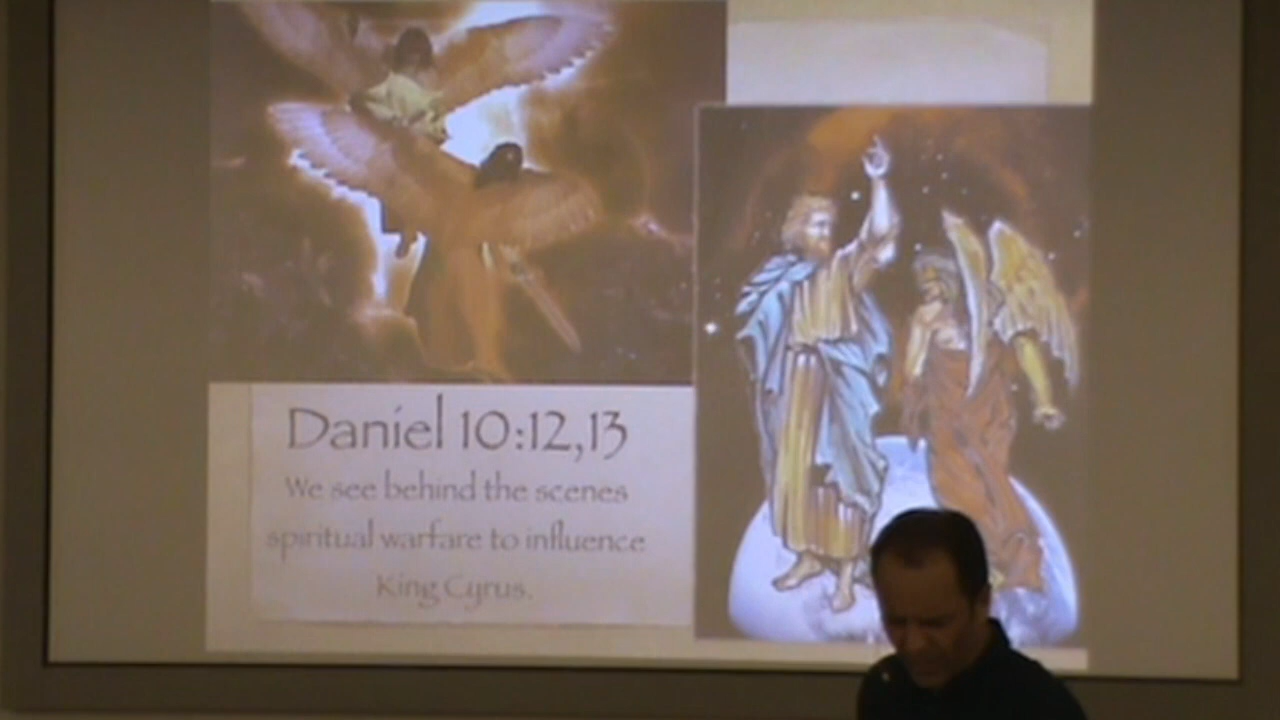 Daniel 10:12,13
We see behind the scenes
spiritual warfare to influence
King Cyrus.